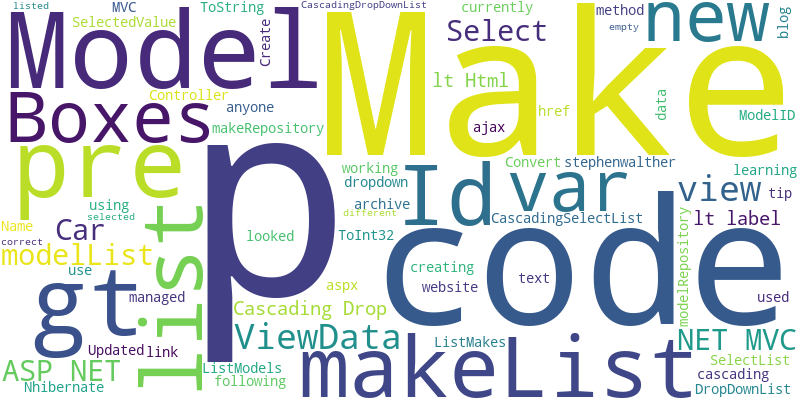 listed
MVC
ToString
CascadingDropDownList
currently
method
empty
blog
SelectedValue
Create
Select
new
Model
Make
Controller
lt Html
Boxes
anyone
href
data
ModelID
makeRepository
ajax
pre
p
working
Convert
stephenwalther
learning
dropdown
Id
var
view
tip
using
list
archive
selected
different
CascadingSelectList
lt label
Name
Car
looked
ToInt32
code
modelRepository
correct
modelList
use
creating
text
gt
managed
aspx
website
used
Cascading Drop
Updated
link
ViewData
makeList
ListMakes
NET MVC
ASP NET
ListModels
SelectList
Nhibernate
following
cascading
DropDownList